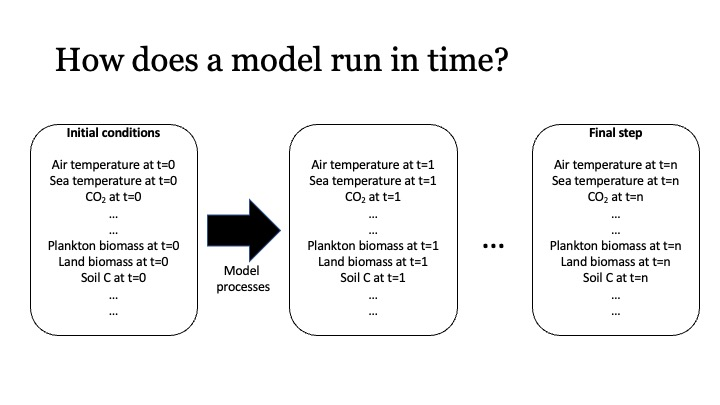 How does a model run in time?
Initial conditions
Air temperature at t=0
Sea temperature at t=0
CO₂ at t=0
...
...
Plankton biomass at t=0
Land biomass at t=0
Soil C at t=0
...
...
Model
processes
Air temperature at t=1
Sea temperature at t=1
CO₂ at t=1
...
...
Plankton biomass at t=1
Land biomass at t=1
Soil C at t=1
...
...
...
Final step
Air temperature at t=n
Sea temperature at t=n
CO₂ at t=n
...
...
Plankton biomass at t=n
Land biomass at t=n
Soil C at t=n
...
...